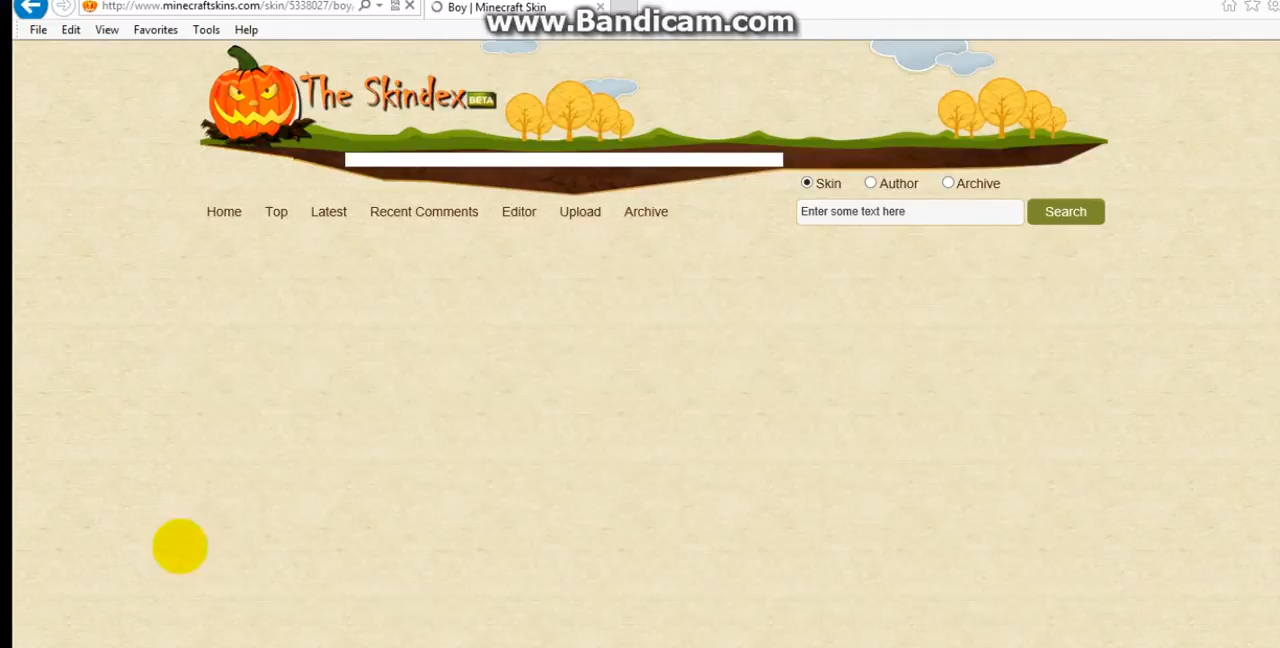 http://www.minecraftskins.com/skin/5338027/boy,
Boy | Minecraft Skin
www.Bandicam.com
File Edit View Favorites Tools Help
The Skindex BETA
Skin Author Archive
Home Top Latest Recent Comments Editor Upload Archive
Enter some text here Search